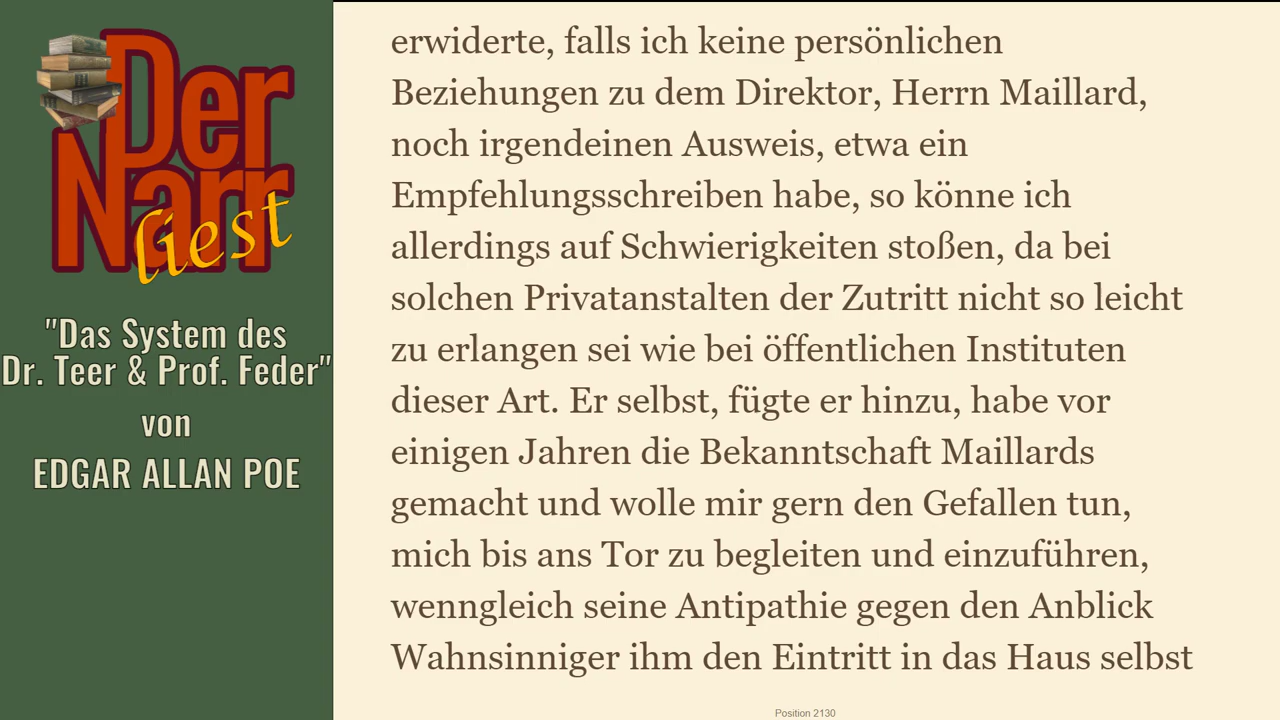 Der
Narr
liest
"Das System des
Dr. Teer & Prof. Feder"
von
EDGAR ALLAN POE
erwiderte, falls ich keine persönlichen
Beziehungen zu dem Direktor, Herrn Maillard,
noch irgendeinen Ausweis, etwa ein
Empfehlungsschreiben habe, so könne ich
allerdings auf Schwierigkeiten stoßen, da bei
solchen Privatanstalten der Zutritt nicht so leicht
zu erlangen sei wie bei öffentlichen Instituten
dieser Art. Er selbst, fügte er hinzu, habe vor
einigen Jahren die Bekanntschaft Maillards
gemacht und wolle mir gern den Gefallen tun,
mich bis ans Tor zu begleiten und einzuführen,
wenngleich seine Antipathie gegen den Anblick
Wahnsinniger ihm den Eintritt in das Haus selbst
Position 2130